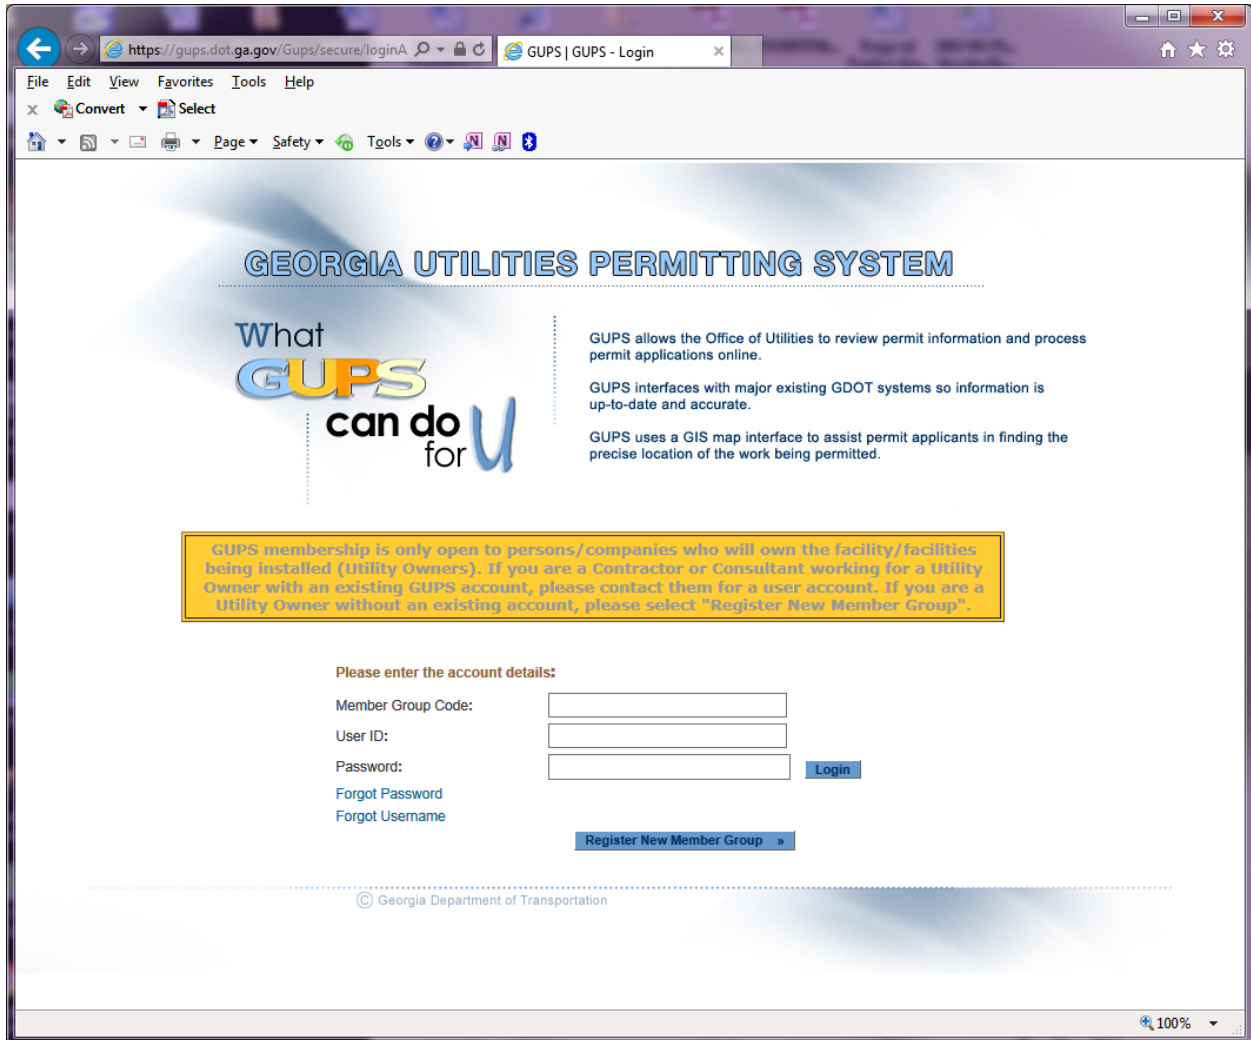 https://gups.dot.ga.gov/Gups/secure/loginA
GUPS | GUPS - Login
File Edit View Favorites Tools Help
x Convert Select
Page Safety Tools
GEORGIA UTILITIES PERMITTING SYSTEM
What
GUPS
can do
for U
GUPS allows the Office of Utilities to review permit information and process
permit applications online.
GUPS interfaces with major existing GDOT systems so information is
up-to-date and accurate.
GUPS uses a GIS map interface to assist permit applicants in finding the
precise location of the work being permitted.
GUPS membership is only open to persons/companies who will own the facility/facilities
being installed (Utility Owners). If you are a Contractor or Consultant working for a Utility
Owner with an existing GUPS account, please contact them for a user account. If you are a
Utility Owner without an existing account, please select "Register New Member Group".
Please enter the account details:
Member Group Code:
User ID:
Password:
Login
Forgot Password
Forgot Username
Register New Member Group »
© Georgia Department of Transportation
100%